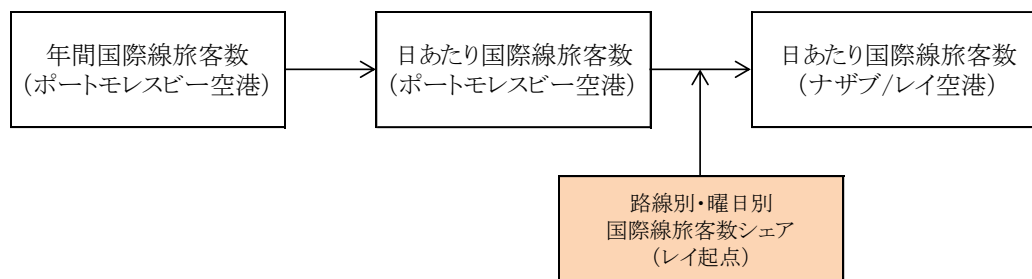 年間国際線旅客数
(ポートモレスビー空港)
日あたり国際線旅客数
(ポートモレスビー空港)
日あたり国際線旅客数
(ナザブ/レイ空港)
路線別・曜日別
国際線旅客数シェア
(レイ起点)